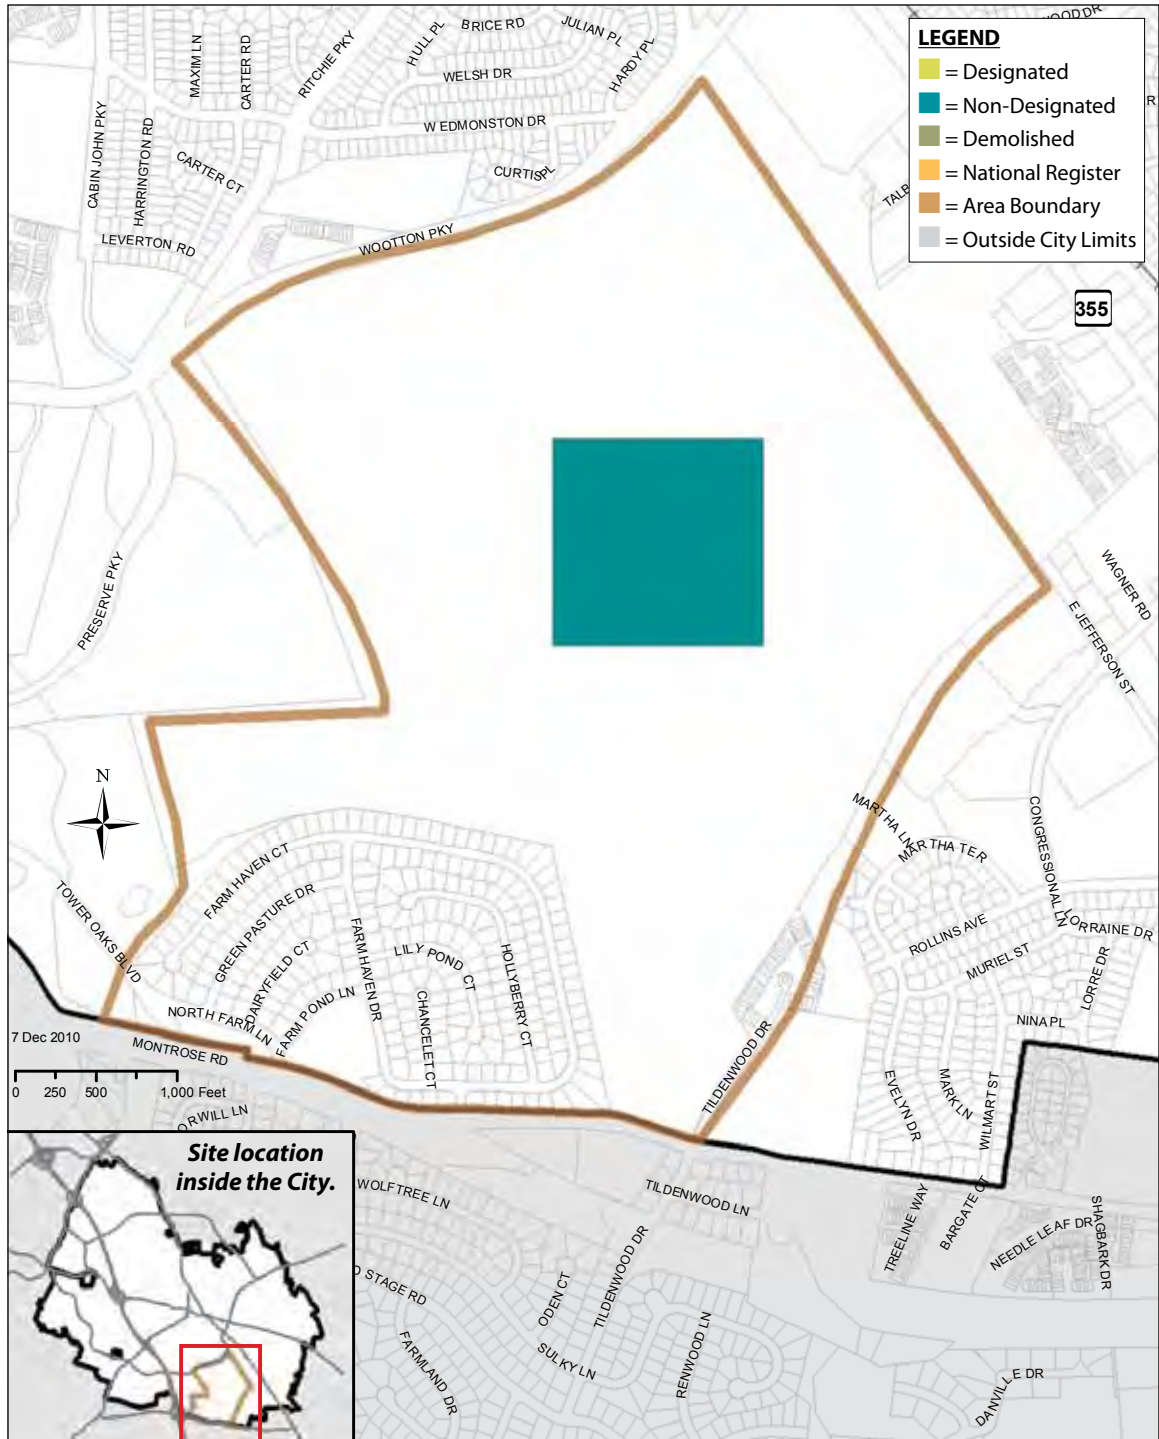 BRICE RD
JULIAN PL
HULL PL
MAXIM LN
CARTER RD
RITCHIE PKY
WELSH DR
HARDY PL
W EDMONSTON DR
CABIN JOHN PKY
HARRINGTON RD
CARTER CT
CURTIS PL
LEVERTON RD
WOOTTON PKY
LEGEND
= Designated
= Non-Designated
= Demolished
= National Register
= Area Boundary
= Outside City Limits
355
PRESERVE PKY
WAGNER RD
E JEFFERSON ST
N
MARTHA LN
MARTHA TER
CONGRESSIONAL LN
LORRAINE DR
ROLLINS AVE
MURIEL ST
LORRE DR
NINA PL
TOWER OAKS BLVD
FARM HAVEN CT
GREEN PASTURE DR
DAIRYFIELD CT
FARM HAVEN DR
LILY POND CT
HOLLYBERRY CT
FARM POND LN
CHANCELET CT
NORTH FARM LN
7 Dec 2010
MONTROSE RD
TILDENWOOD DR
EVELYN DR
MARK LN
WILMART ST
0 250 500 1,000 Feet
ORWILL LN
Site location
inside the City.
WOLFTREE LN
TILDENWOOD LN
TREELINE WAY
BARGATE CT
NEEDLE LEAF DR
SHAGBARK DR
D STAGE RD
ODEN CT
TILDENWOOD DR
SULKY LN
RENWOOD LN
FARMLAND DR
DANVILLE DR